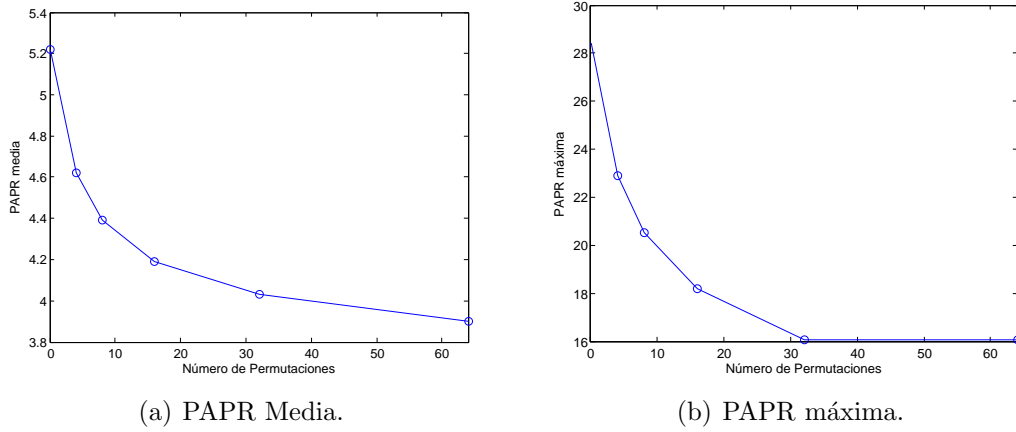 5.4
5.2
5
4.8
4.6
4.4
4.2
4
3.8
PAPR media
0 10 20 30 40 50 60
Número de Permutaciones
(a) PAPR Media.
30
28
26
24
22
20
18
16
PAPR máxima
0 10 20 30 40 50 60
Número de Permutaciones
(b) PAPR máxima.